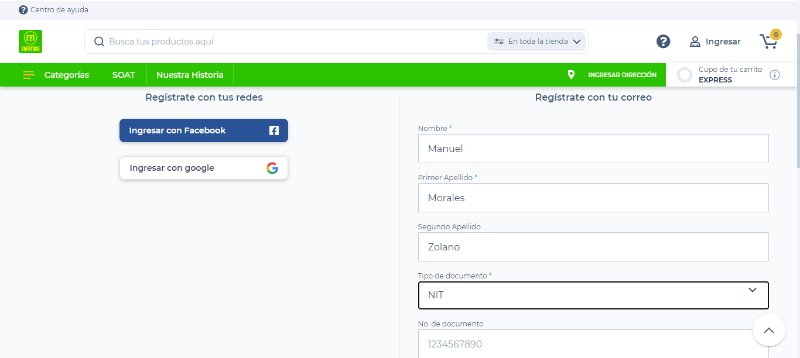 Centro de ayuda
Busca tus productos aquí
En toda la tienda
Ingresar
0
Categorías
SOAT
Nuestra Historia
INGRESAR DIRECCIÓN
Cupo de tu carrito
EXPRESS
Regístrate con tus redes
Ingresar con Facebook
Ingresar con google
Regístrate con tu correo
Nombre *
Manuel
Primer Apellido *
Morales
Segundo Apellido
Zolano
Tipo de documento *
NIT
No. de documento
1234567890